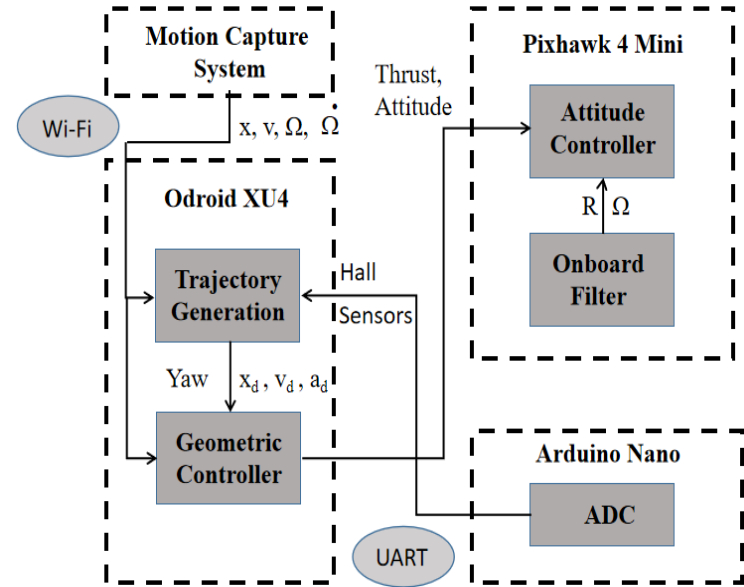 Motion Capture
System
Wi-Fi
x, v, Ω, Ω̇
Odroid XU4
Trajectory
Generation
Yaw
x_d , v_d , a_d
Geometric
Controller
Hall
Sensors
Thrust,
Attitude
Pixhawk 4 Mini
Attitude
Controller
R Ω
Onboard
Filter
Arduino Nano
ADC
UART